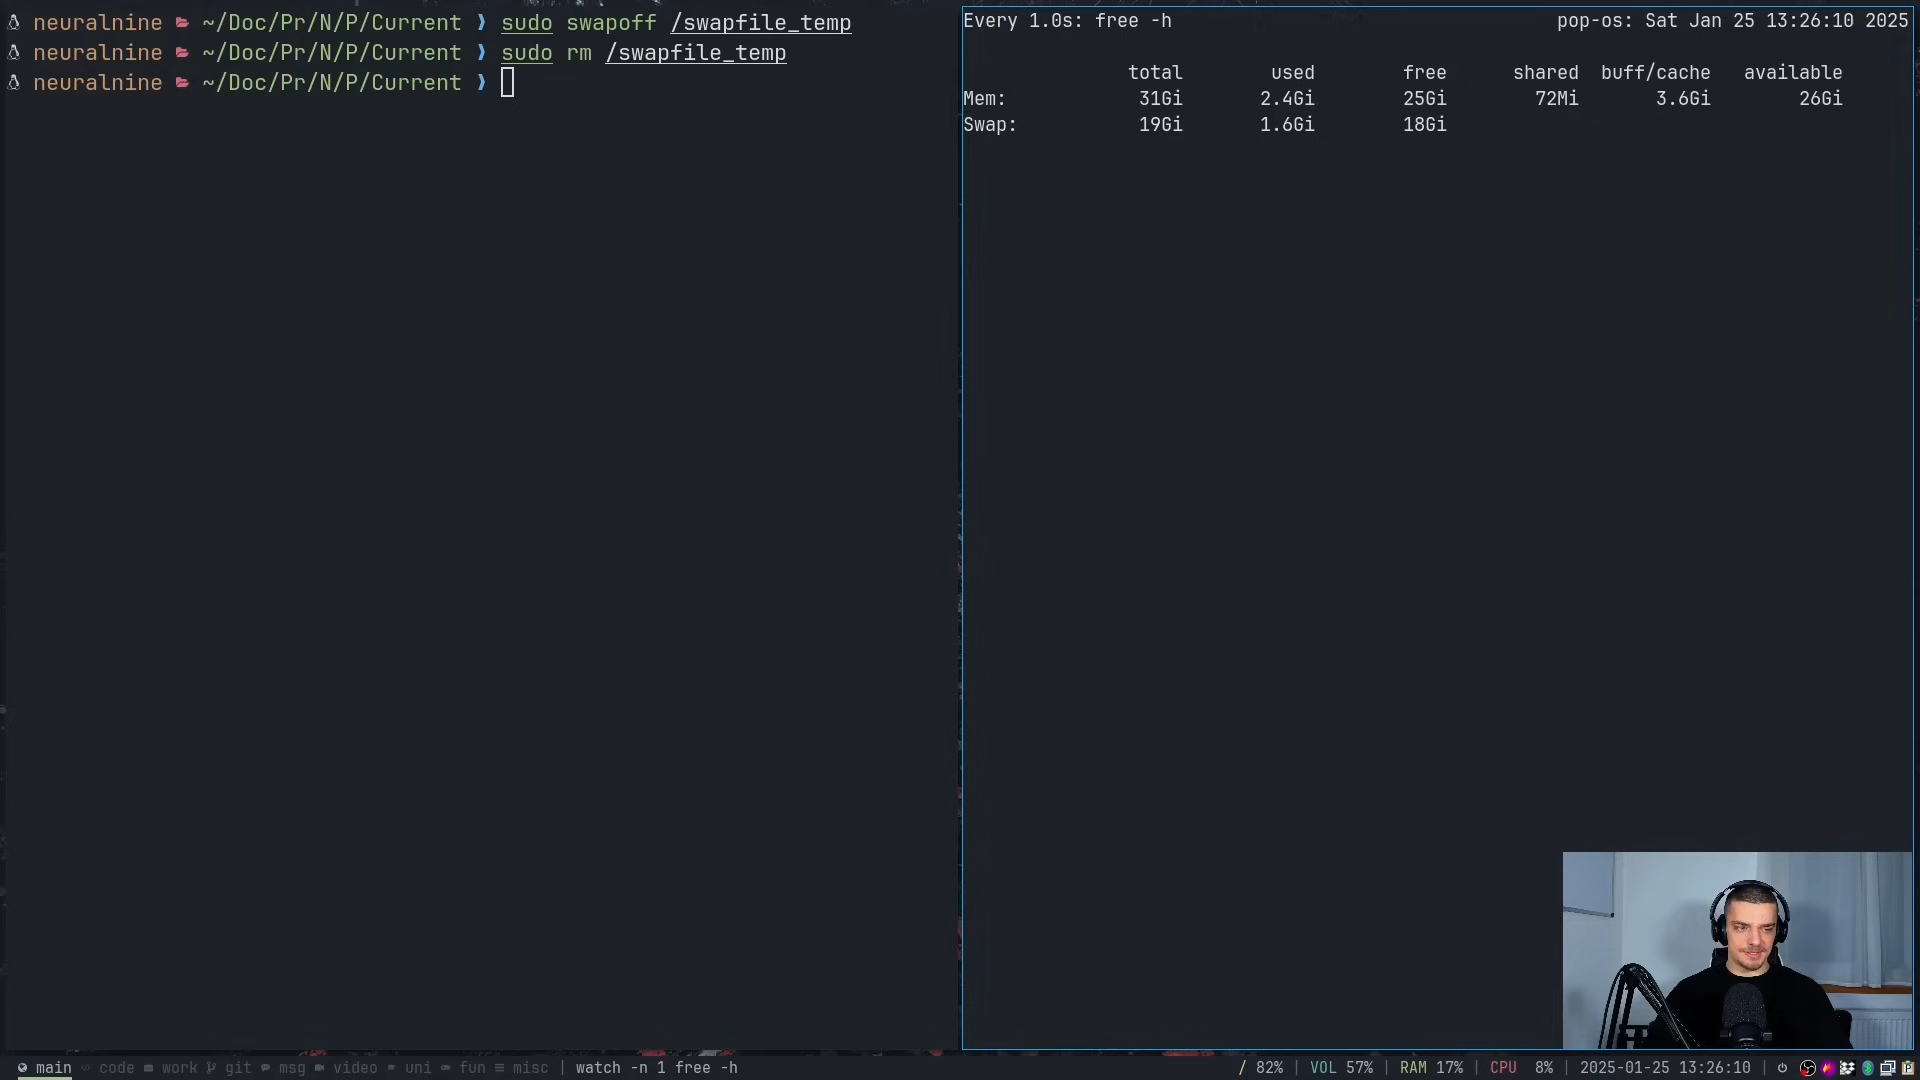 neuralnine ~/Doc/Pr/N/P/Current ❯ sudo swapoff /swapfile_temp
neuralnine ~/Doc/Pr/N/P/Current ❯ sudo rm /swapfile_temp
neuralnine ~/Doc/Pr/N/P/Current ❯
Every 1.0s: free -h pop-os: Sat Jan 25 13:26:10 2025
total used free shared buff/cache available
Mem: 31Gi 2.4Gi 25Gi 72Mi 3.6Gi 26Gi
Swap: 19Gi 1.6Gi 18Gi
main code work git msg video uni fun misc | watch -n 1 free -h / 82% | VOL 57% | RAM 17% | CPU 8% | 2025-01-25 13:26:10 |